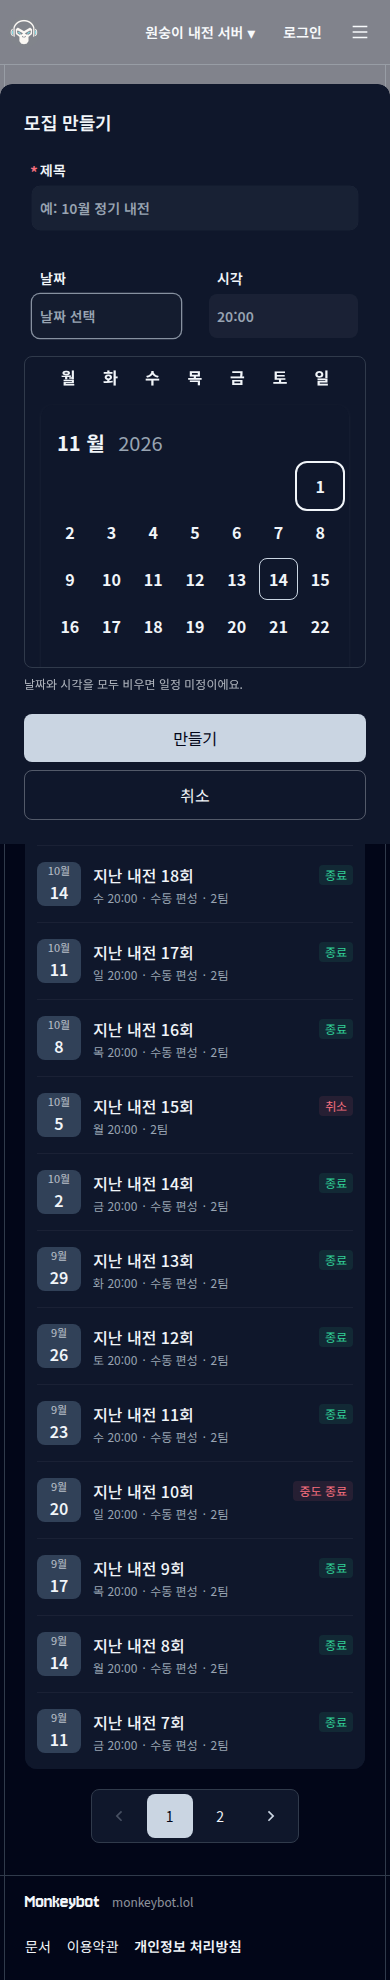 원숭이 내전 서버 ▾ 로그인
모집 만들기
* 제목
예: 10월 정기 내전
날짜 시각
날짜 선택 20:00
월 화 수 목 금 토 일
11 월 2026
1
2 3 4 5 6 7 8
9 10 11 12 13 14 15
16 17 18 19 20 21 22
날짜와 시각을 모두 비우면 일정 미정이에요.
만들기
취소
10월
14
지난 내전 18회
수 20:00 · 수동 편성 · 2팀
종료
10월
11
지난 내전 17회
일 20:00 · 수동 편성 · 2팀
종료
10월
8
지난 내전 16회
목 20:00 · 수동 편성 · 2팀
종료
10월
5
지난 내전 15회
월 20:00 · 2팀
취소
10월
2
지난 내전 14회
금 20:00 · 수동 편성 · 2팀
종료
9월
29
지난 내전 13회
화 20:00 · 수동 편성 · 2팀
종료
9월
26
지난 내전 12회
토 20:00 · 수동 편성 · 2팀
종료
9월
23
지난 내전 11회
수 20:00 · 수동 편성 · 2팀
종료
9월
20
지난 내전 10회
일 20:00 · 수동 편성 · 2팀
중도 종료
9월
17
지난 내전 9회
목 20:00 · 수동 편성 · 2팀
종료
9월
14
지난 내전 8회
월 20:00 · 수동 편성 · 2팀
종료
9월
11
지난 내전 7회
금 20:00 · 수동 편성 · 2팀
종료
1 2
Monkeybot monkeybot.lol
문서 이용약관 개인정보 처리방침